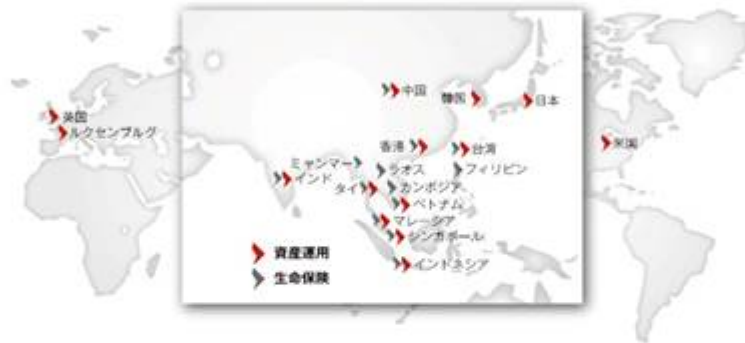 中国
韓国
日本
英国
ルクセンブルグ
香港
台湾
米国
ミャンマー
ラオス
フィリピン
インド
タイ
カンボジア
ベトナム
マレーシア
シンガポール
インドネシア
資産運用
生命保険